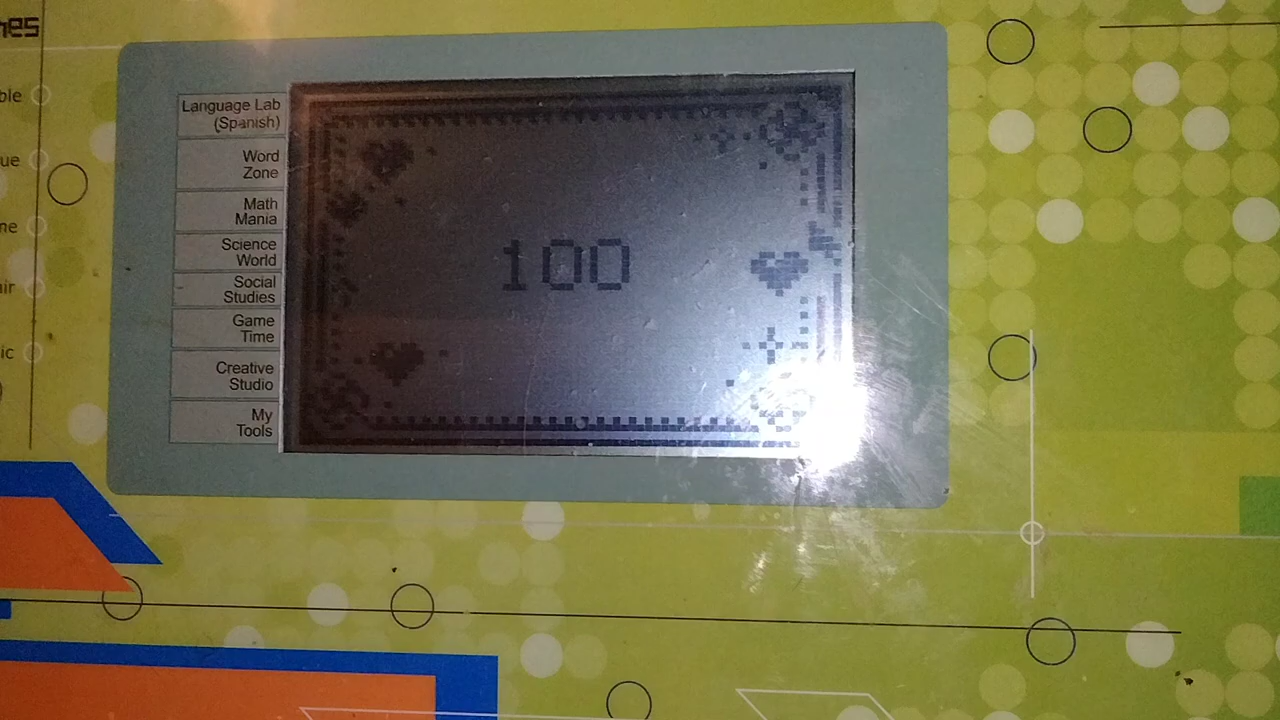 Language Lab
(Spanish)
Word
Zone
Math
Mania
Science
World
Social
Studies
Game
Time
Creative
Studio
My
Tools
100